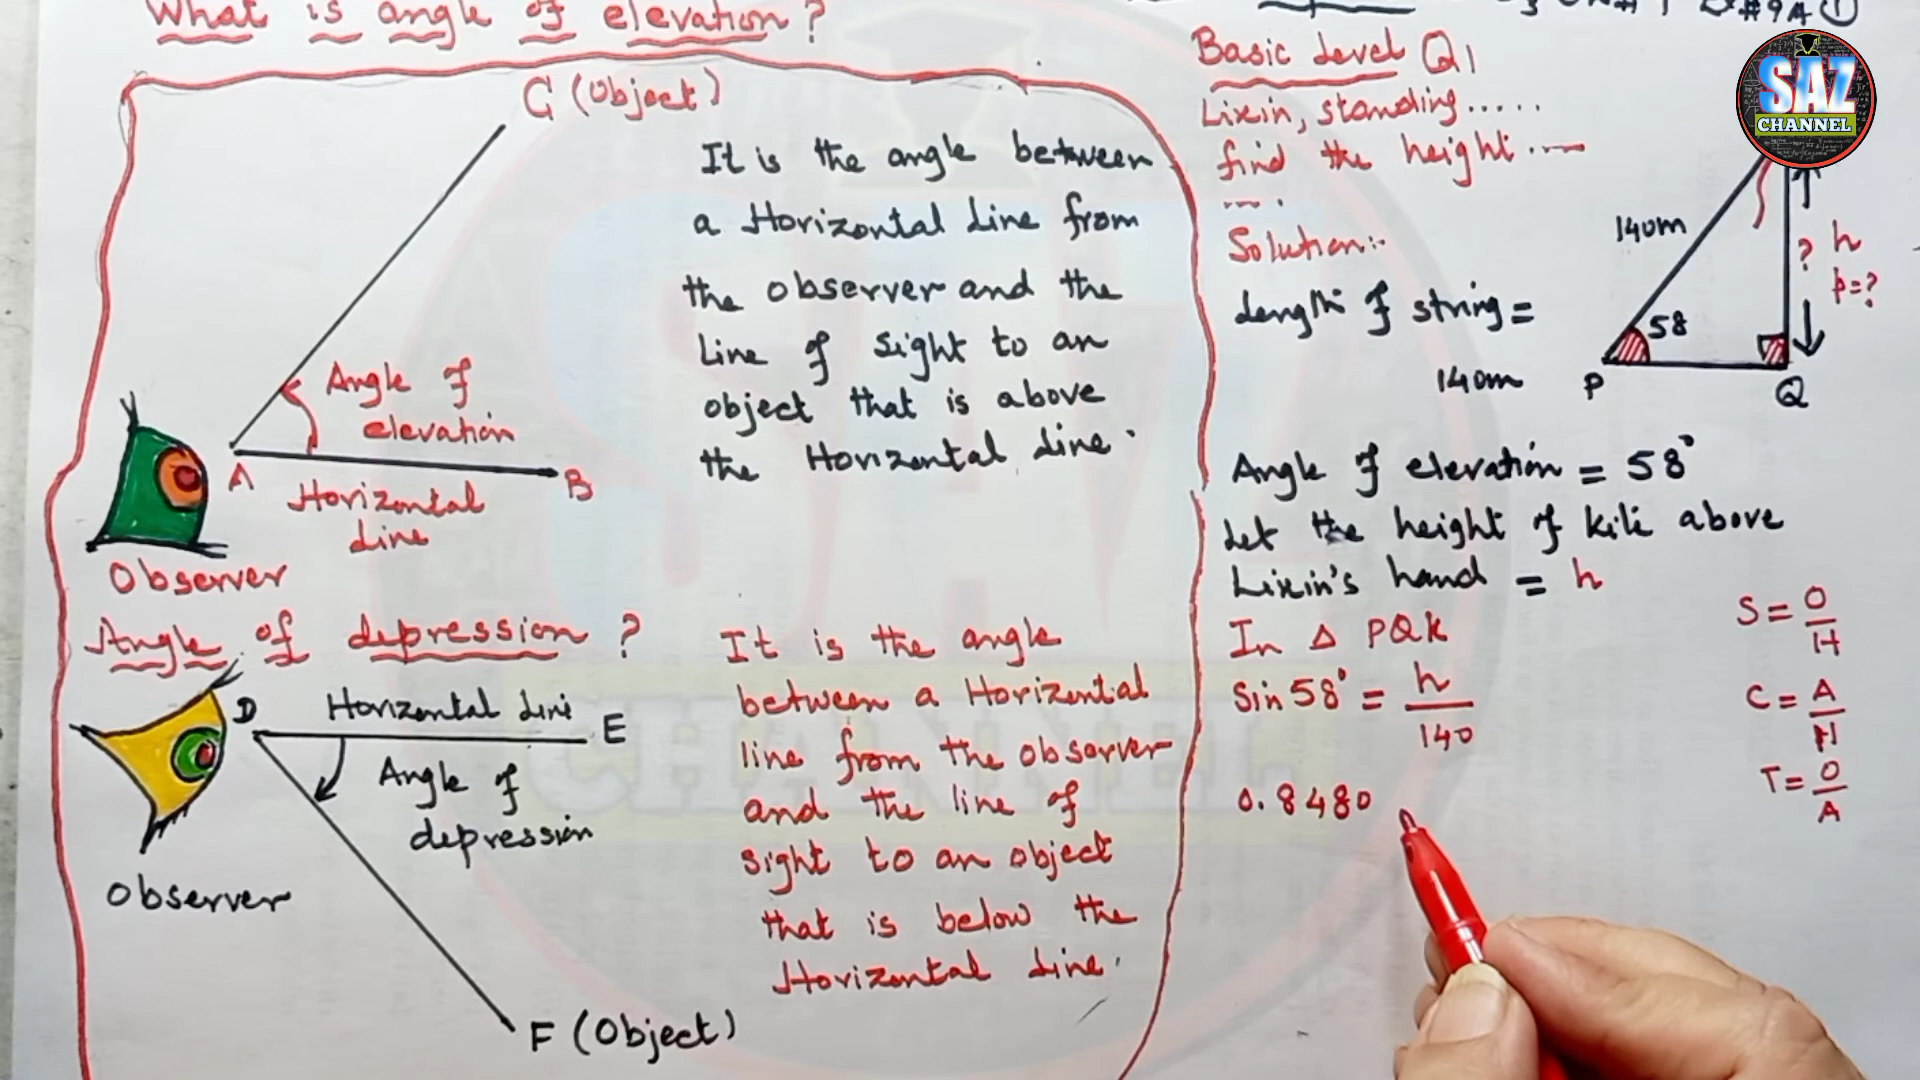 What is angle of elevation?
C (Object)
It is the angle between
a Horizontal Line from
the observer and the
Line of Sight to an
object that is above
the Horizontal Line.
Angle of
elevation
A
B
Horizontal
Line
Observer
Angle of depression?
D
Horizontal Line
E
Angle of
depression
Observer
F (Object)
It is the angle
between a Horizontal
line from the observer
and the line of
Sight to an object
that is below the
Horizontal Line.
Basic Level Q1
Lixin, standing.....
find the height....
....
Solution:-
Length of string =
140m
140m
? h
p=?
58
P
Q
Angle of elevation = 58°
Let the height of kite above
Lixin's hand = h
In Δ PQK
Sin 58° = h/140
0.8480
S = O/H
C = A/H
T = O/A
SAZ
CHANNEL
SAZ
CHANNEL